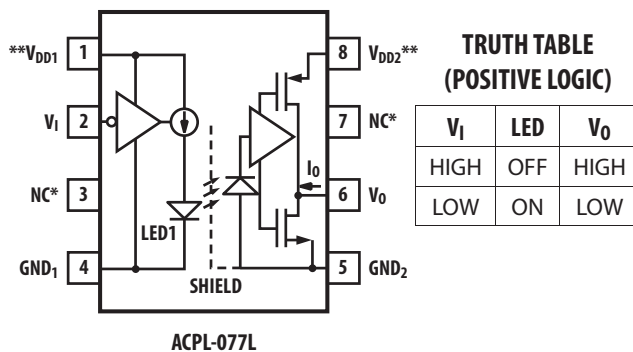 **VDD1 1
VI 2
NC* 3
GND1 4
LED1
SHIELD
IO
8 VDD2**
7 NC*
6 VO
5 GND2
ACPL-077L
TRUTH TABLE
(POSITIVE LOGIC)
VI LED VO
HIGH OFF HIGH
LOW ON LOW